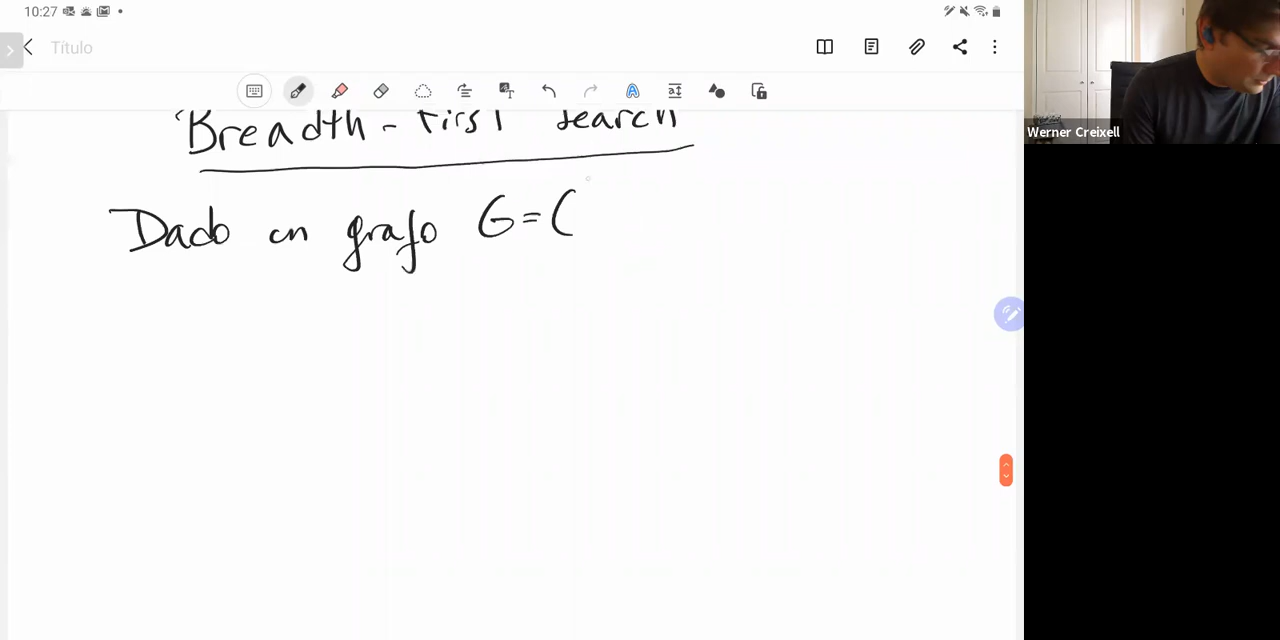 10:27
Título
Werner Creixell
Breadth - First search
Dado un grafo G = (